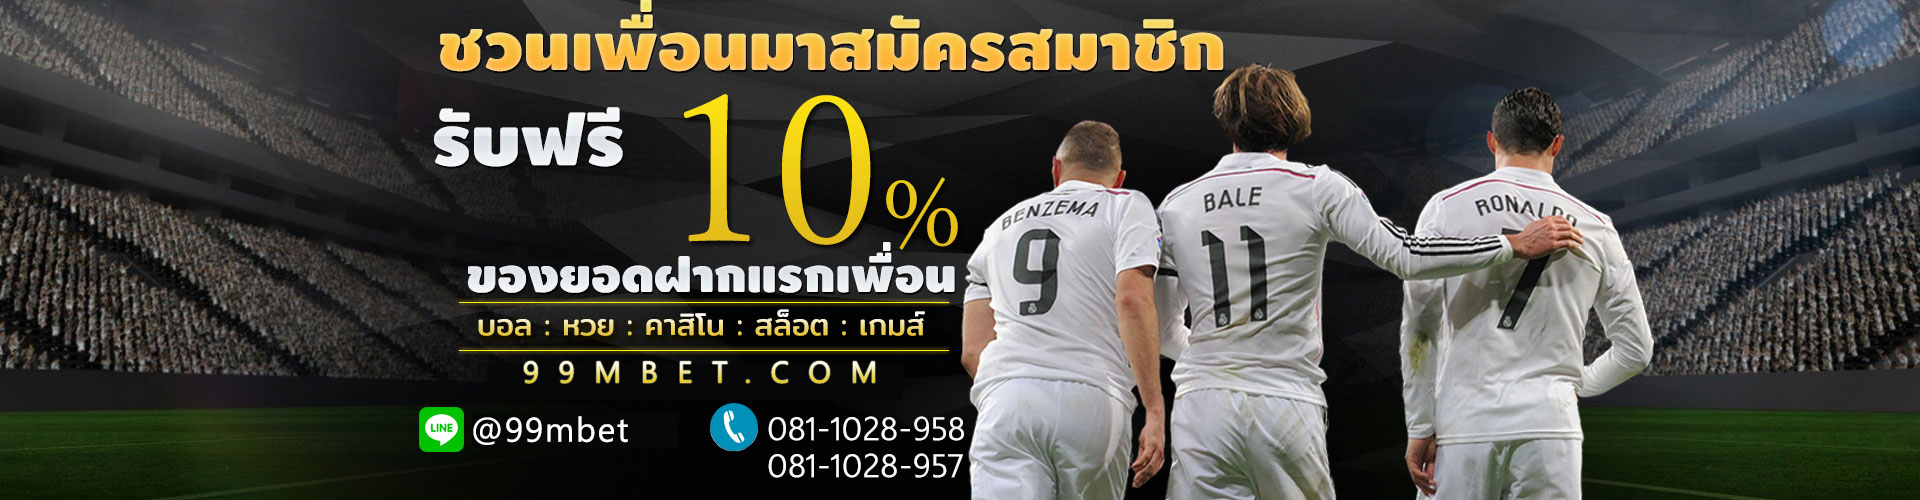 ชวนเพื่อนมาสมัครสมาชิก
รับฟรี 10%
ของยอดฝากแรกเพื่อน
บอล : หวย : คาสิโน : สล็อต : เกมส์
99MBET.COM
LINE @99mbet
081-1028-958
081-1028-957
BENZEMA
9
BALE
11
RONALDO
7